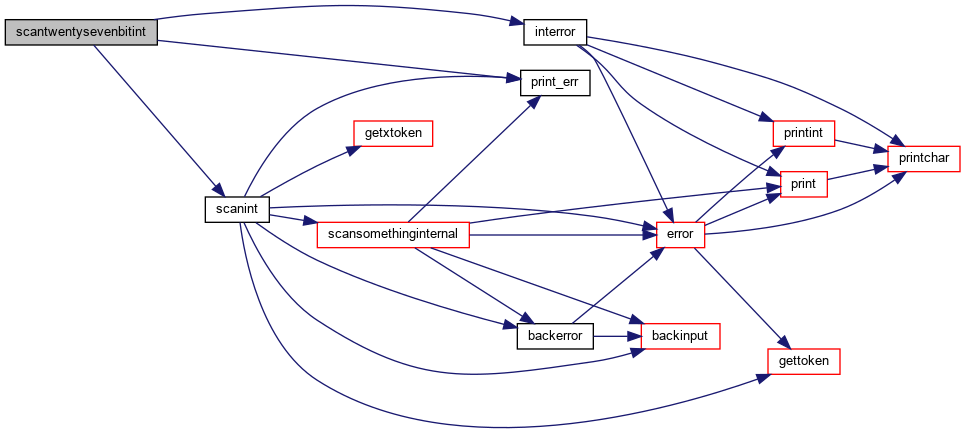 scantwentysevenbitint
interror
print_err
getxtoken
printint
printchar
print
scanint
scansomethinginternal
error
backerror
backinput
gettoken